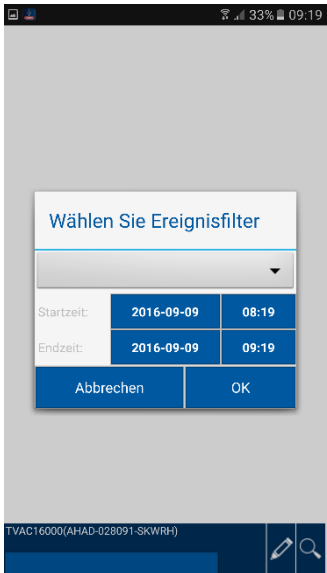 33% 09:19
Wählen Sie Ereignisfilter
Startzeit: 2016-09-09 08:19
Endzeit: 2016-09-09 09:19
Abbrechen OK
TVAC16000(AHAD-028091-SKWRH)